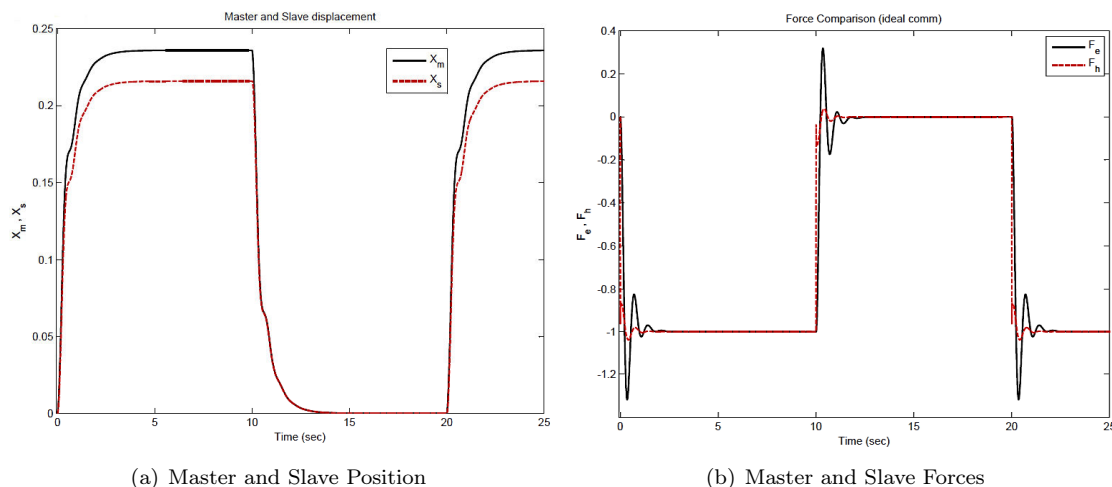 Master and Slave displacement
0.25
0.2
0.15
0.1
0.05
0
X_m , X_s
X_m
X_s
0
5
10
15
20
25
Time (sec)
(a) Master and Slave Position
Force Comparison (ideal comm)
0.4
0.2
0
-0.2
-0.4
-0.6
-0.8
-1
-1.2
F_e , F_h
F_e
F_h
0
5
10
15
20
25
Time (sec)
(b) Master and Slave Forces